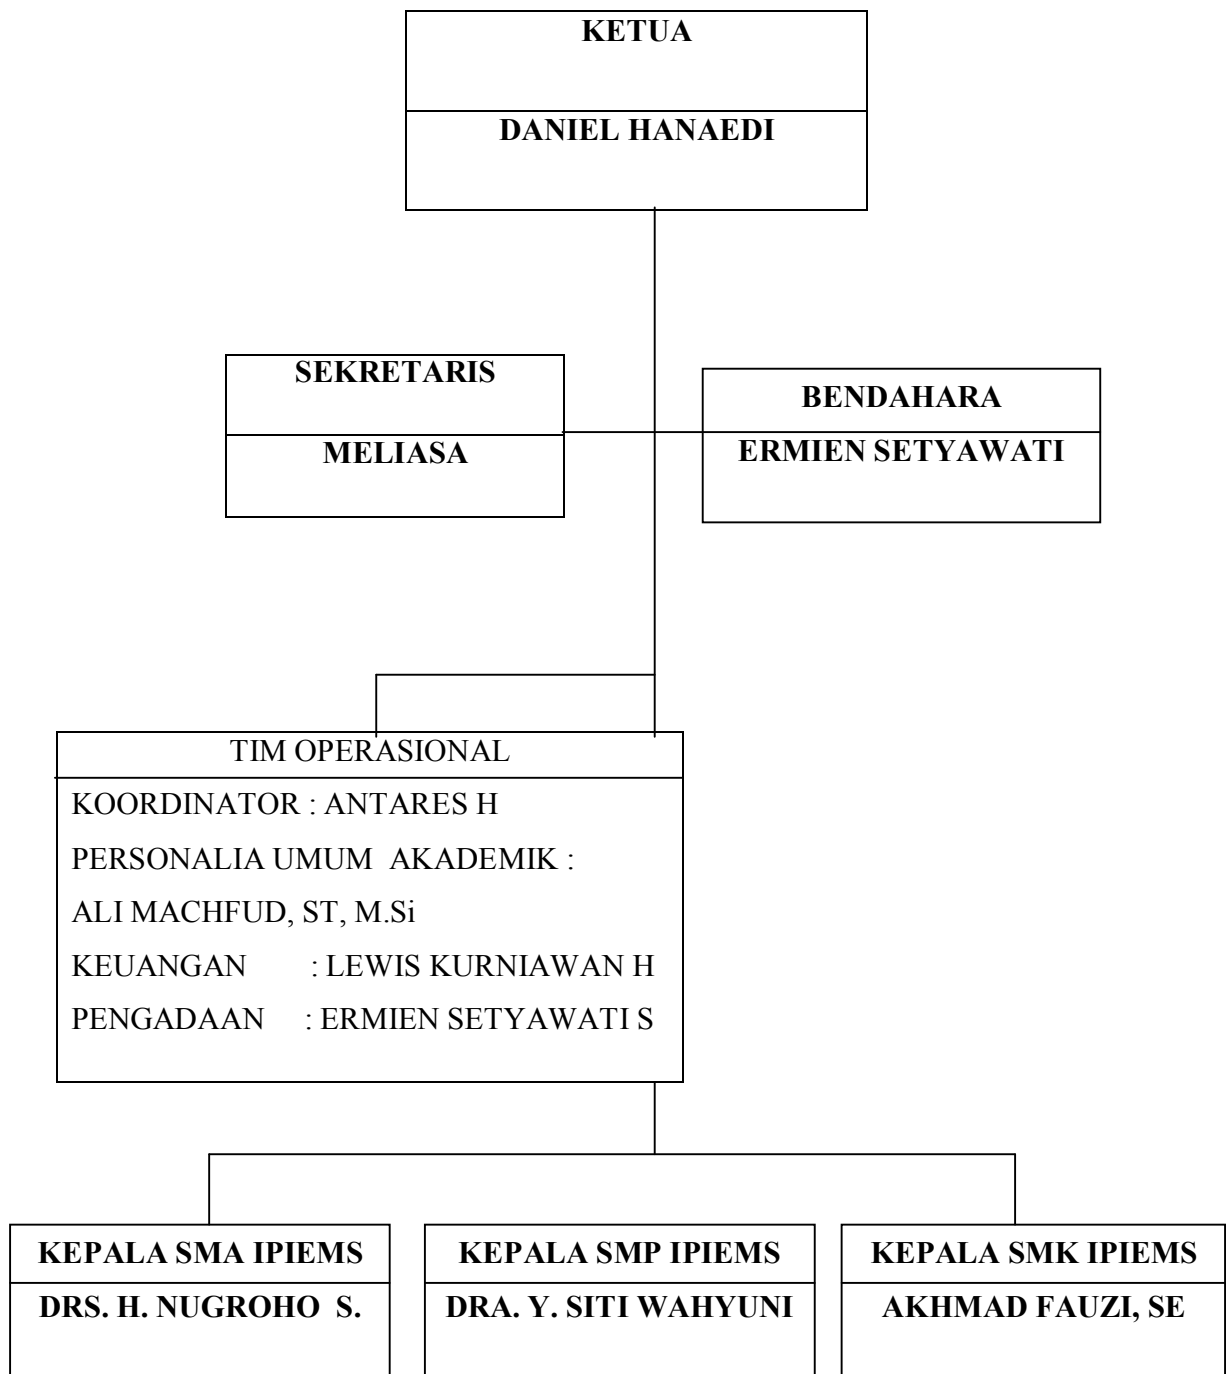 KETUA
DANIEL HANAEDI
SEKRETARIS
MELIASA
BENDAHARA
ERMIEN SETYAWATI
TIM OPERASIONAL
KOORDINATOR : ANTARES H
PERSONALIA UMUM AKADEMIK :
ALI MACHFUD, ST, M.Si
KEUANGAN : LEWIS KURNIAWAN H
PENGADAAN : ERMIEN SETYAWATI S
KEPALA SMA IPIEMS
DRS. H. NUGROHO S.
KEPALA SMP IPIEMS
DRA. Y. SITI WAHYUNI
KEPALA SMK IPIEMS
AKHMAD FAUZI, SE